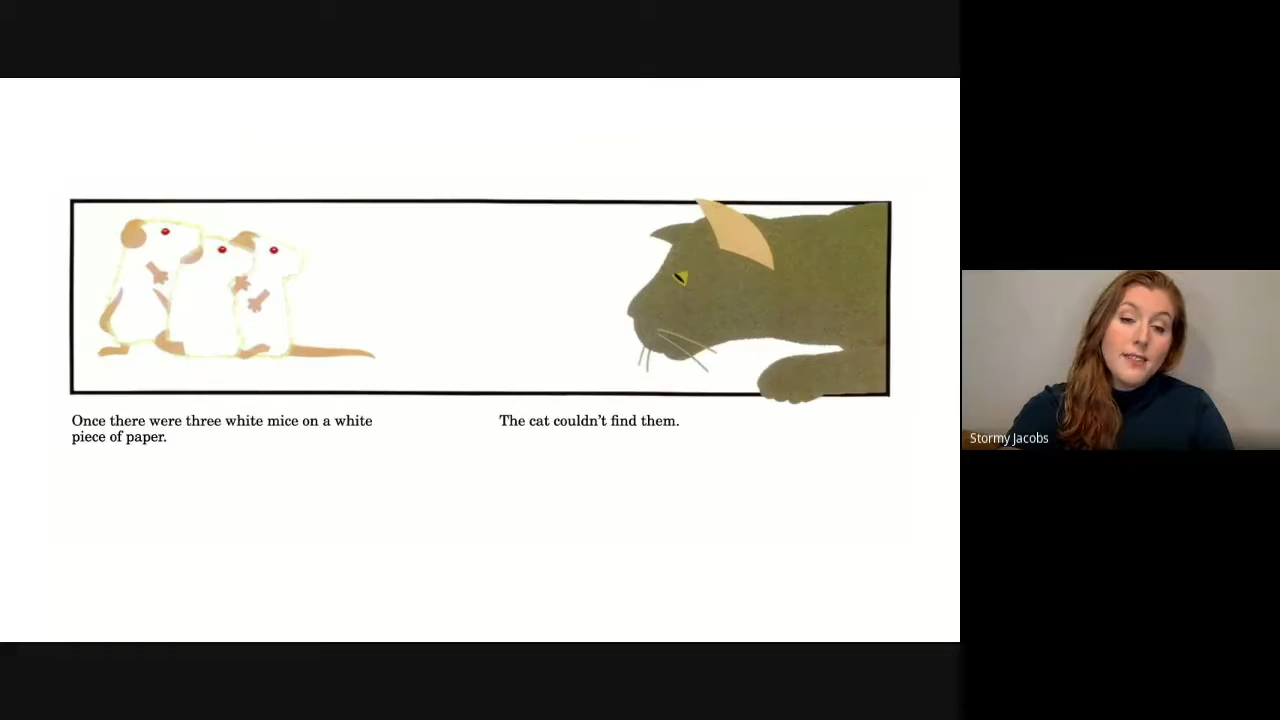 Once there were three white mice on a white
piece of paper.
The cat couldn't find them.
Stormy Jacobs